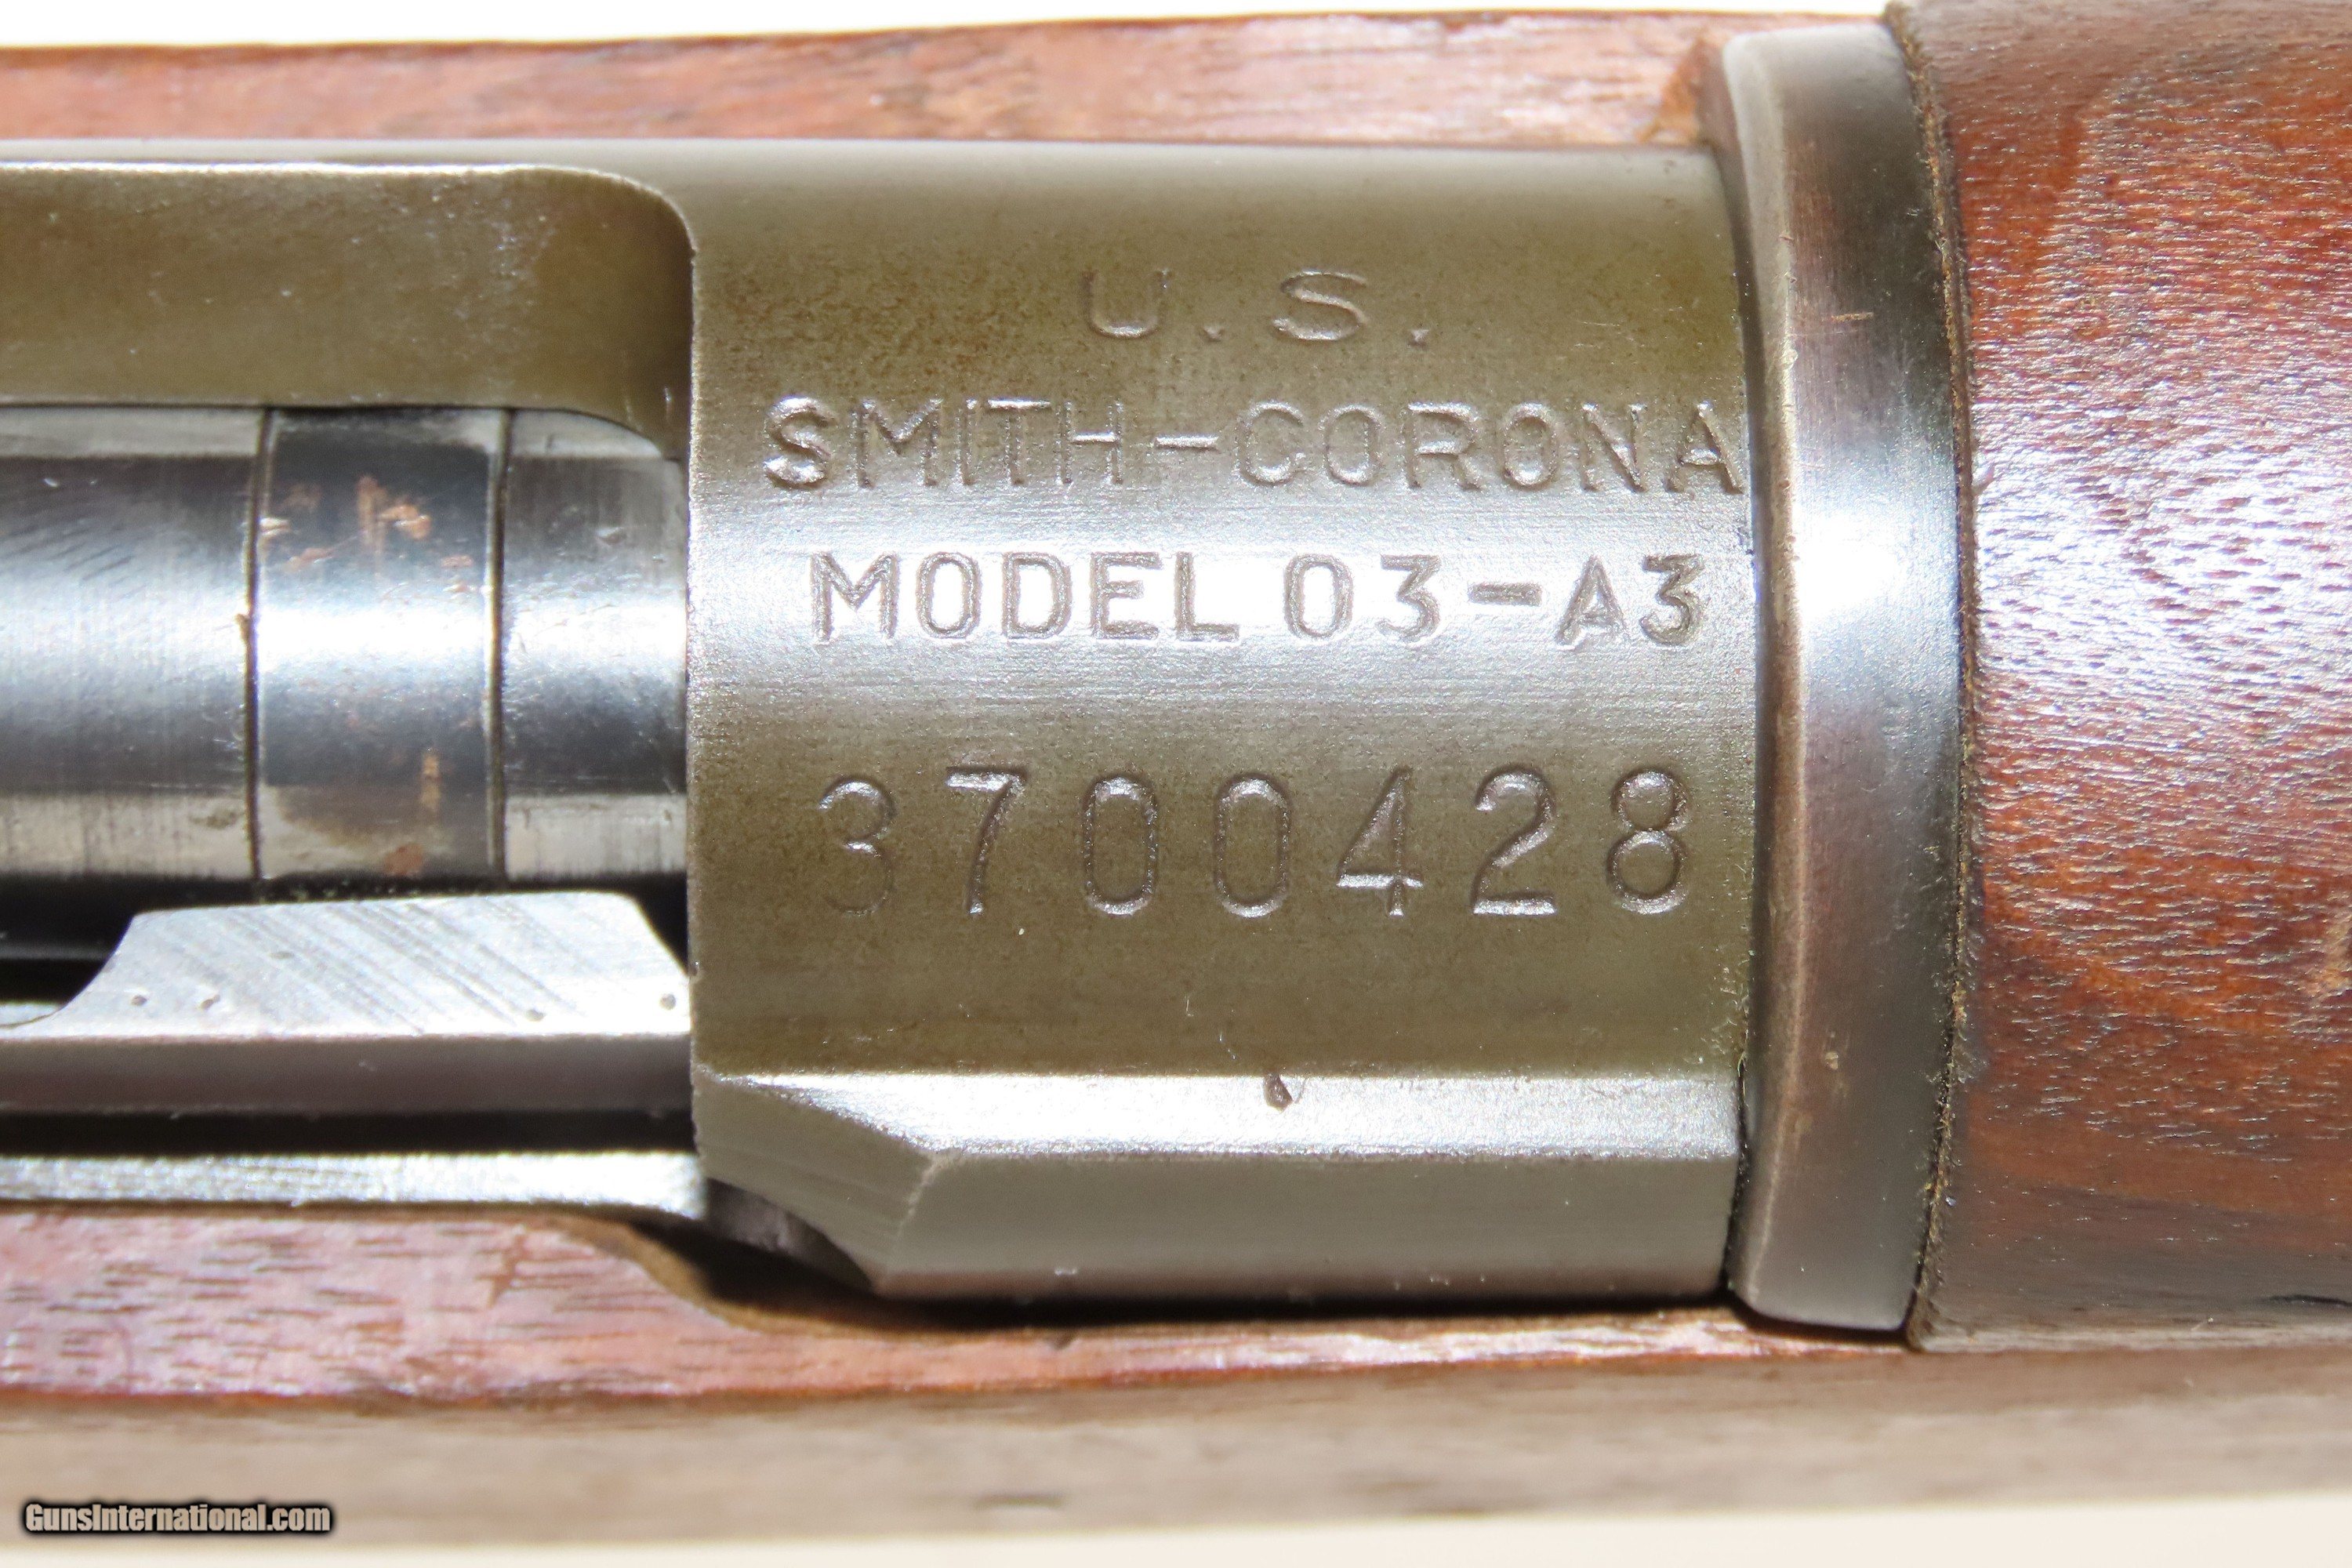 U.S.
SMITH-CORONA
MODEL 03-A3
3700428
GunsInternational.com